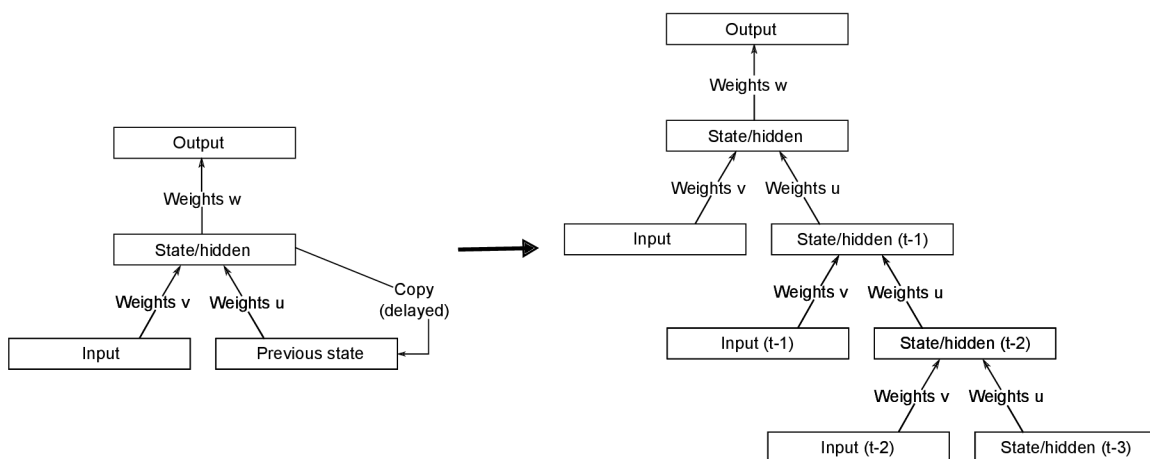 Output
Weights w
State/hidden
Weights v
Weights u
Copy
(delayed)
Input
Previous state
Output
Weights w
State/hidden
Weights v
Weights u
Input
State/hidden (t-1)
Weights v
Weights u
Input (t-1)
State/hidden (t-2)
Weights v
Weights u
Input (t-2)
State/hidden (t-3)